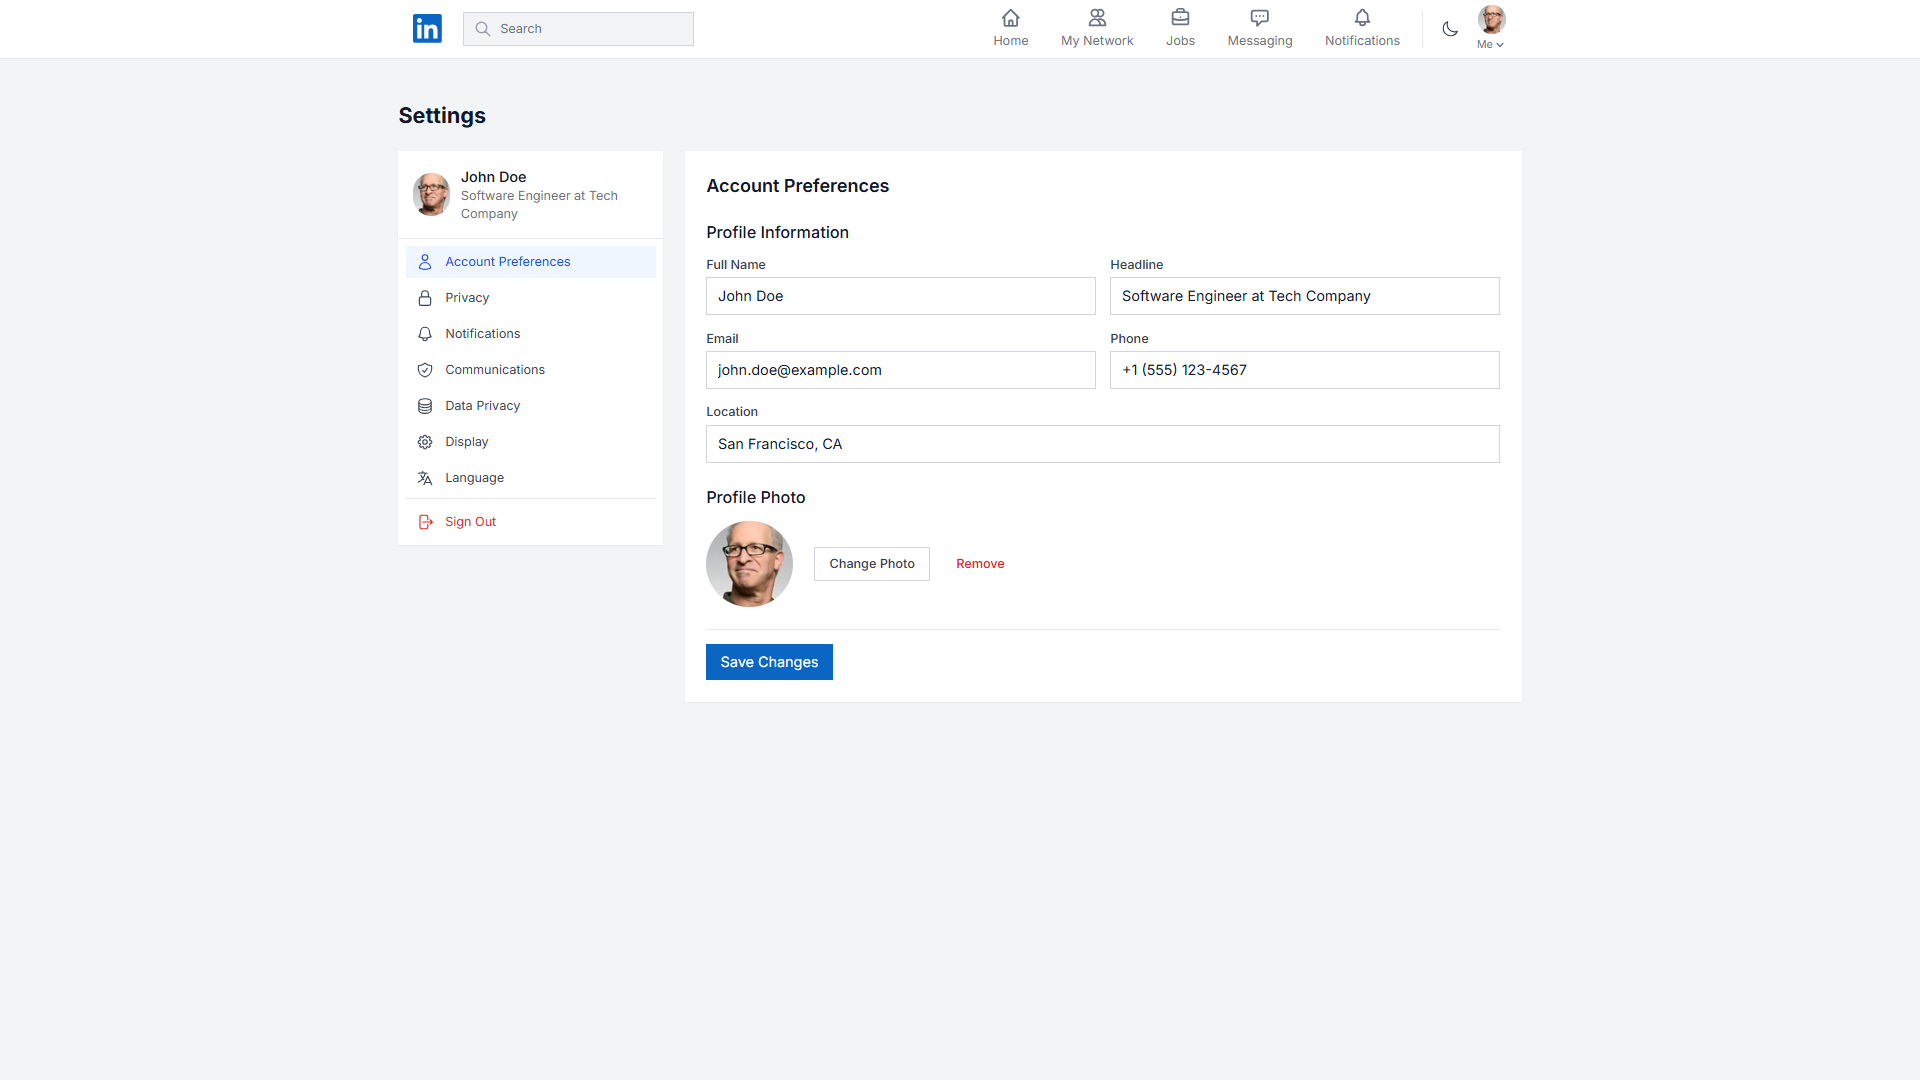 in
Search
Home
My Network
Jobs
Messaging
Notifications
Me
Settings
John Doe
Software Engineer at Tech
Company
Account Preferences
Privacy
Notifications
Communications
Data Privacy
Display
Language
Sign Out
Account Preferences
Profile Information
Full Name
John Doe
Headline
Software Engineer at Tech Company
Email
john.doe@example.com
Phone
+1 (555) 123-4567
Location
San Francisco, CA
Profile Photo
Change Photo
Remove
Save Changes